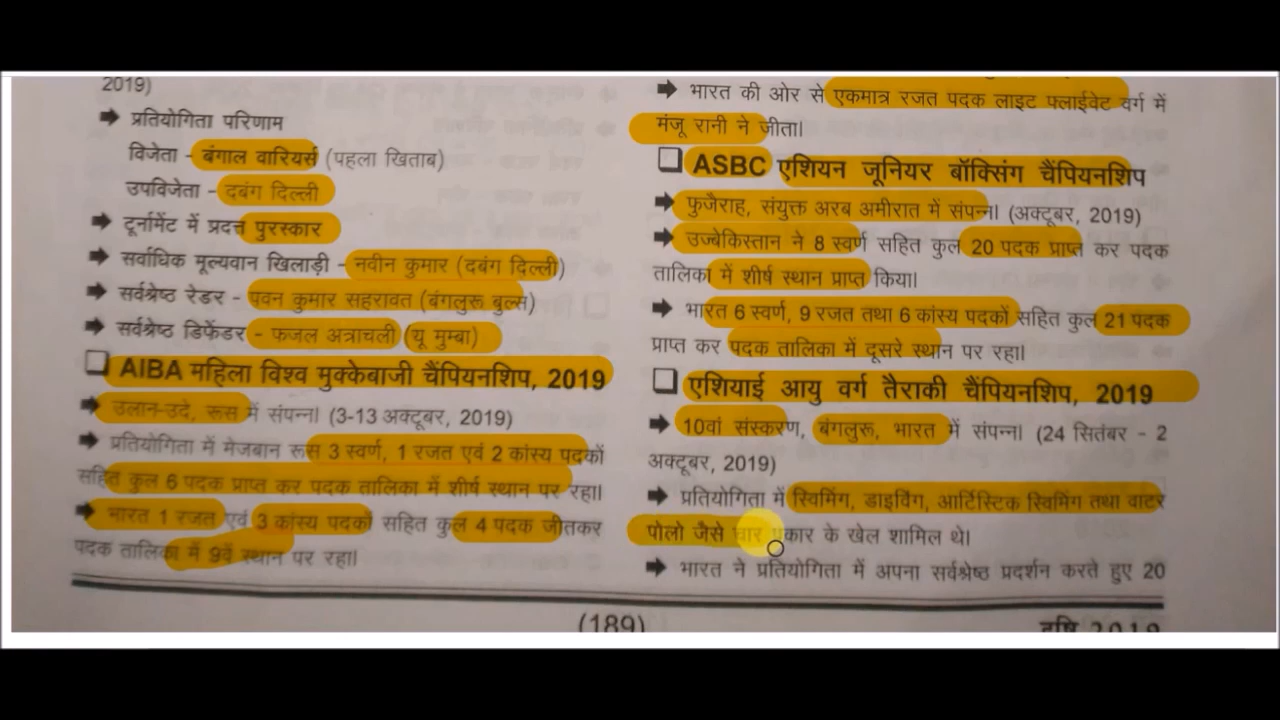 2019)
➡ प्रतियोगिता परिणाम
विजेता - बंगाल वारियर्स (पहला खिताब)
उपविजेता - दबंग दिल्ली
➡ टूर्नामेंट में प्रदत्त पुरस्कार
➡ सर्वाधिक मूल्यवान खिलाड़ी - नवीन कुमार (दबंग दिल्ली)
➡ सर्वश्रेष्ठ रेडर - पवन कुमार सहरावत (बंगलुरू बुल्स)
➡ सर्वश्रेष्ठ डिफेंडर - फजल अत्राचली (यू मुम्बा)
❑ AIBA महिला विश्व मुक्केबाजी चैंपियनशिप, 2019
➡ उलान-उदे, रूस में संपन्न। (3-13 अक्टूबर, 2019)
➡ प्रतियोगिता में मेजबान रूस 3 स्वर्ण, 1 रजत एवं 2 कांस्य पदकों
सहित कुल 6 पदक प्राप्त कर पदक तालिका में शीर्ष स्थान पर रहा।
➡ भारत 1 रजत एवं 3 कांस्य पदकों सहित कुल 4 पदक जीतकर
पदक तालिका में 9वें स्थान पर रहा।
➡ भारत की ओर से एकमात्र रजत पदक लाइट फ्लाईवेट वर्ग में
मंजू रानी ने जीता।
❑ ASBC एशियन जूनियर बॉक्सिंग चैंपियनशिप
➡ फुजैराह, संयुक्त अरब अमीरात में संपन्न। (अक्टूबर, 2019)
➡ उज्बेकिस्तान ने 8 स्वर्ण सहित कुल 20 पदक प्राप्त कर पदक
तालिका में शीर्ष स्थान प्राप्त किया।
➡ भारत 6 स्वर्ण, 9 रजत तथा 6 कांस्य पदकों सहित कुल 21 पदक
प्राप्त कर पदक तालिका में दूसरे स्थान पर रहा।
❑ एशियाई आयु वर्ग तैराकी चैंपियनशिप, 2019
➡ 10वां संस्करण, बंगलुरू, भारत में संपन्न। (24 सितंबर - 2
अक्टूबर, 2019)
➡ प्रतियोगिता में स्विमिंग, डाइविंग, आर्टिस्टिक स्विमिंग तथा वाटर
पोलो जैसे चार प्रकार के खेल शामिल थे।
➡ भारत ने प्रतियोगिता में अपना सर्वश्रेष्ठ प्रदर्शन करते हुए 20
(189)
2019